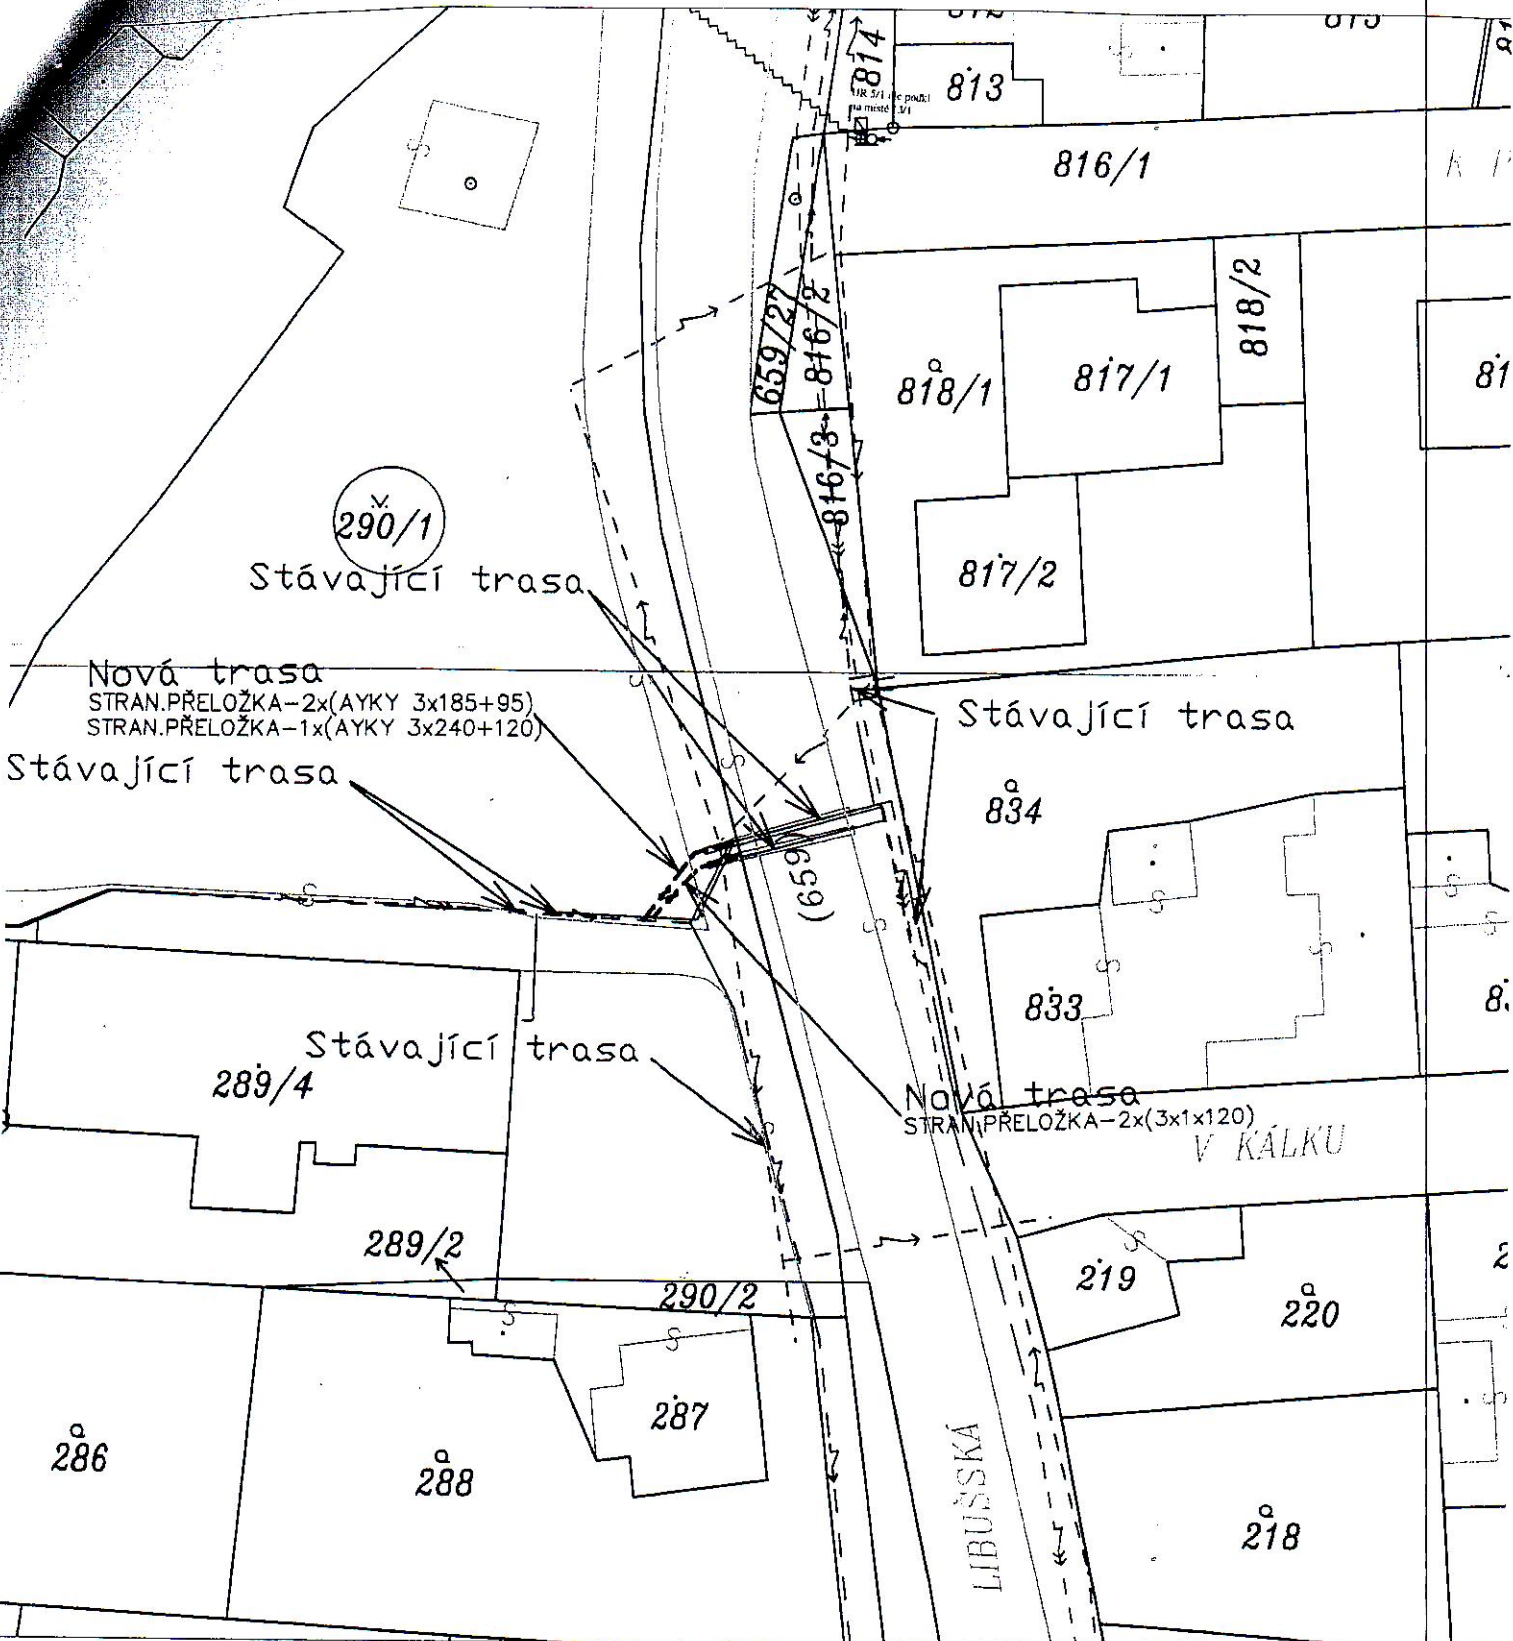 814
813
816/1
659/27
816/2
818/1
817/1
818/2
816/3
290/1
817/2
Stávající trasa
Nová trasa
STRAN.PŘELOŽKA-2x(AYKY 3x185+95)
STRAN.PŘELOŽKA-1x(AYKY 3x240+120)
Stávající trasa
Stávající trasa
834
(659)
833
Stávající trasa
289/4
Nová trasa
STRAN.PŘELOŽKA-2x(3x1x120)
V KÁLKU
289/2
290/2
219
220
287
286
288
LIBUŠSKÁ
218